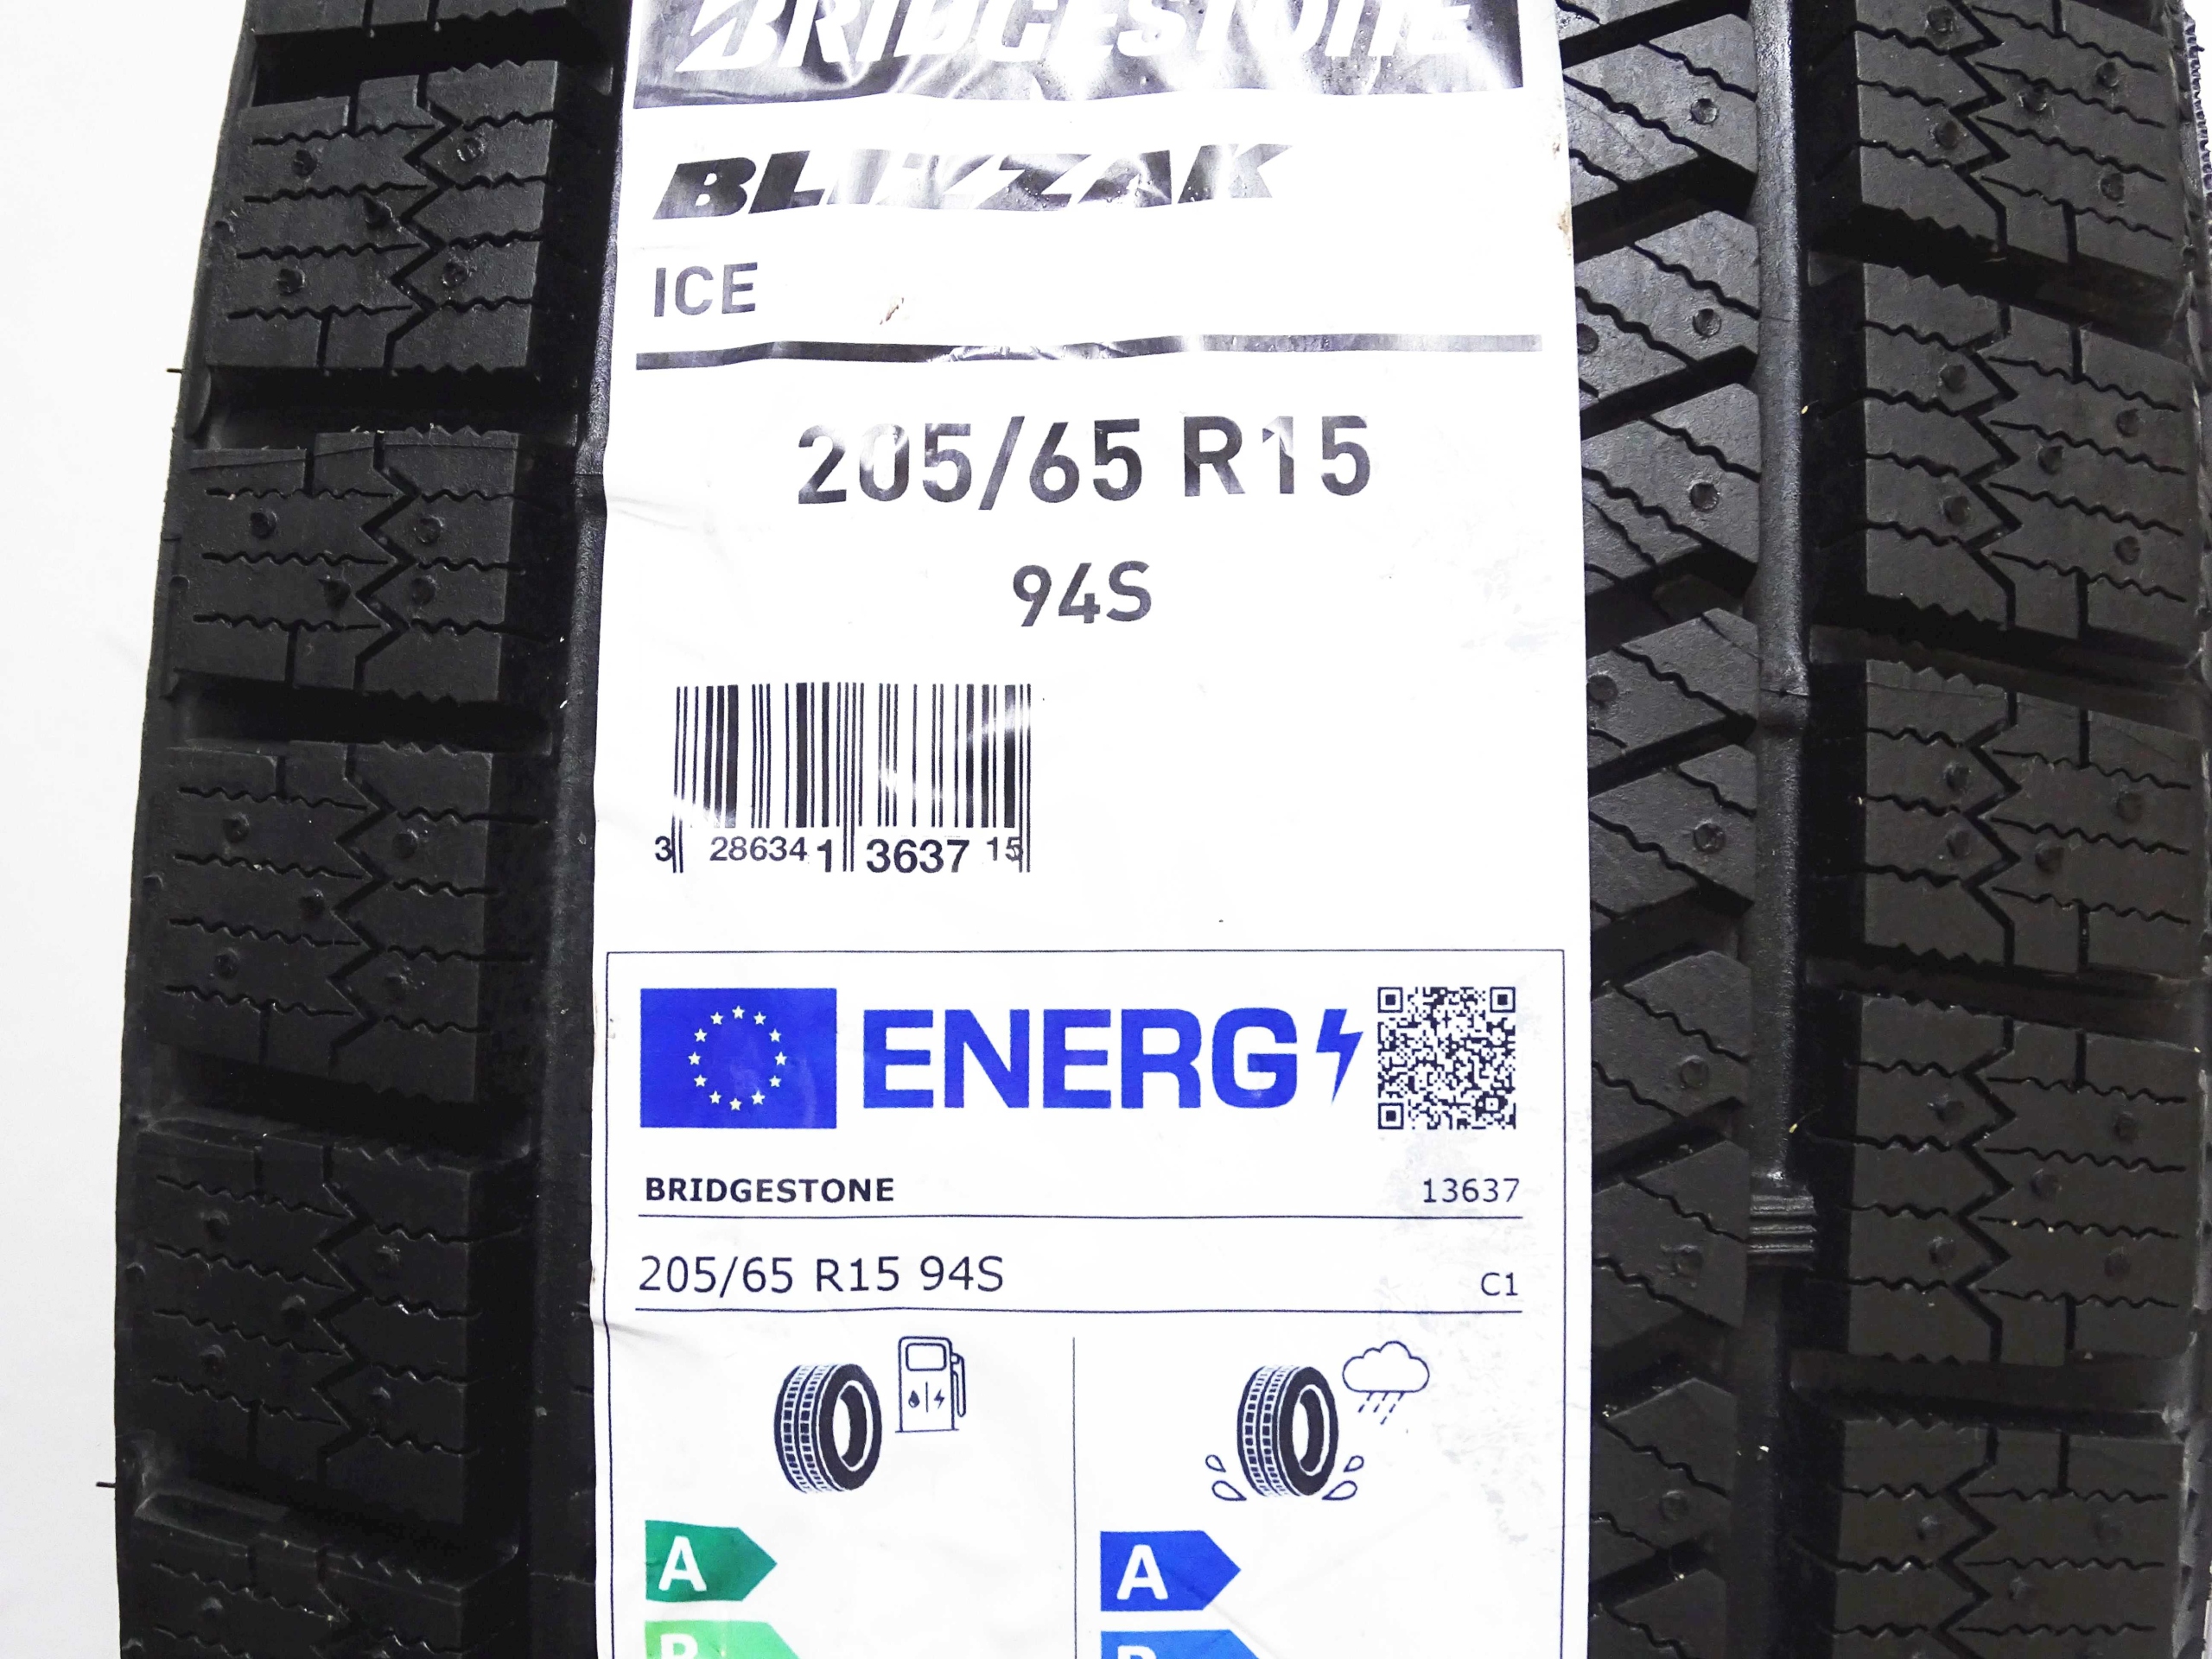 BRIDGESTONE
BLIZZAK
ICE
205/65 R15
94S
3 286341 363715
ENERG
BRIDGESTONE 13637
205/65 R15 94S C1
A A
B B